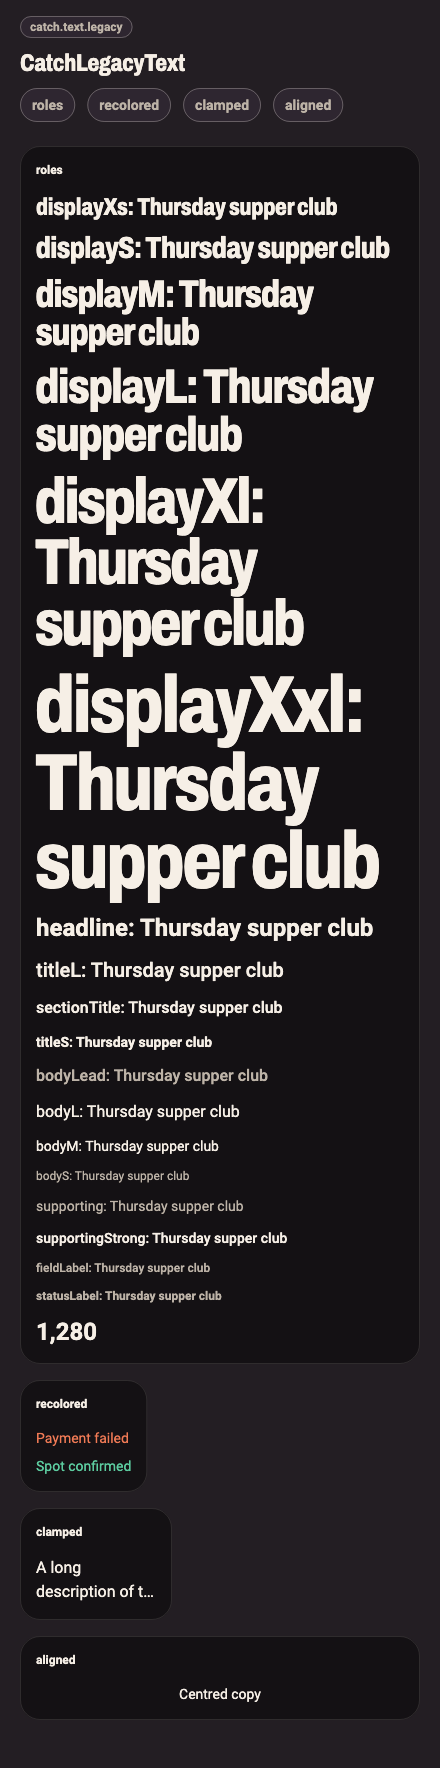 catch.text.legacy
CatchLegacyText
roles recolored clamped aligned
roles
displayXs: Thursday supper club
displayS: Thursday supper club
displayM: Thursday
supper club
displayL: Thursday
supper club
displayXl:
Thursday
supper club
displayXxl:
Thursday
supper club
headline: Thursday supper club
titleL: Thursday supper club
sectionTitle: Thursday supper club
titleS: Thursday supper club
bodyLead: Thursday supper club
bodyL: Thursday supper club
bodyM: Thursday supper club
bodyS: Thursday supper club
supporting: Thursday supper club
supportingStrong: Thursday supper club
fieldLabel: Thursday supper club
statusLabel: Thursday supper club
1,280
recolored
Payment failed
Spot confirmed
clamped
A long
description of t…
aligned
Centred copy